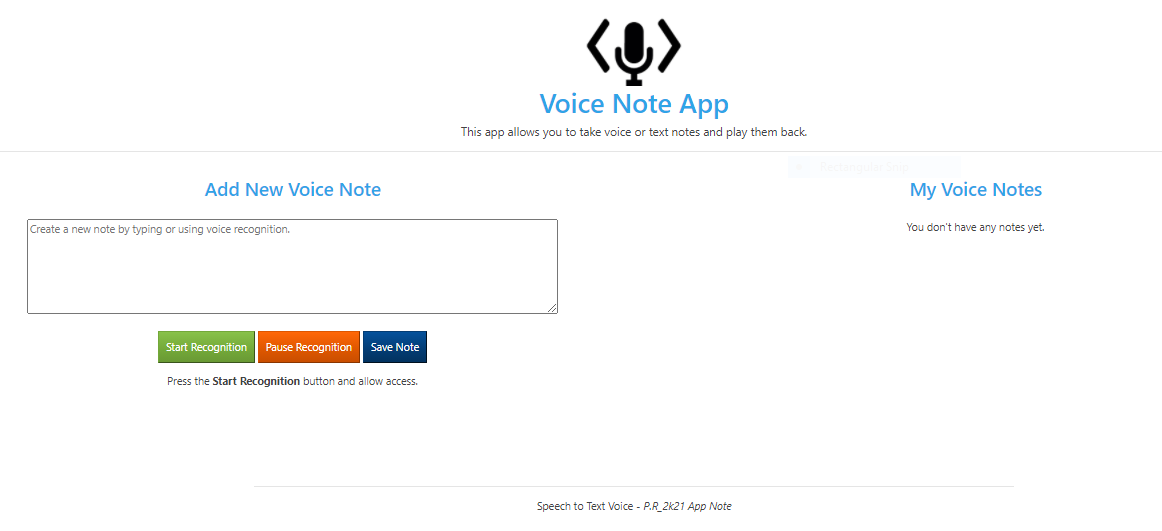 Voice Note App
This app allows you to take voice or text notes and play them back.
Add New Voice Note
Create a new note by typing or using voice recognition.
Start Recognition
Pause Recognition
Save Note
Press the Start Recognition button and allow access.
My Voice Notes
You don't have any notes yet.
Speech to Text Voice - P.R_2k21 App Note